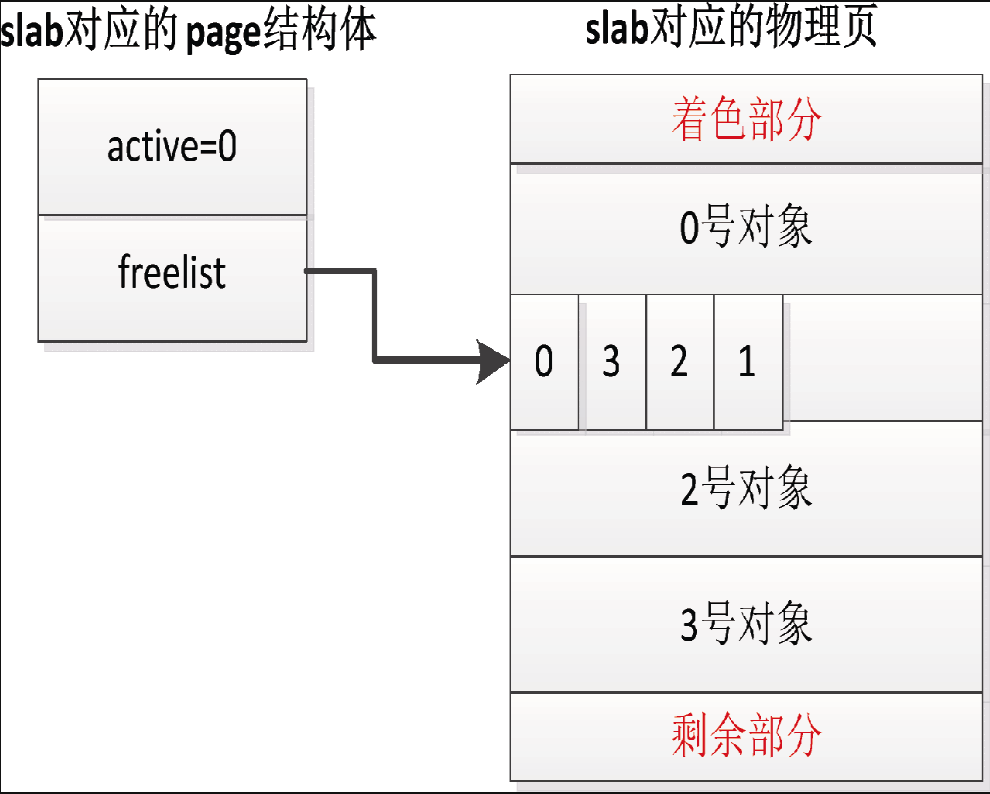 slab对应的 page结构体
slab对应的物理页
active=0
freelist
着色部分
0号对象
0 3 2 1
2号对象
3号对象
剩余部分